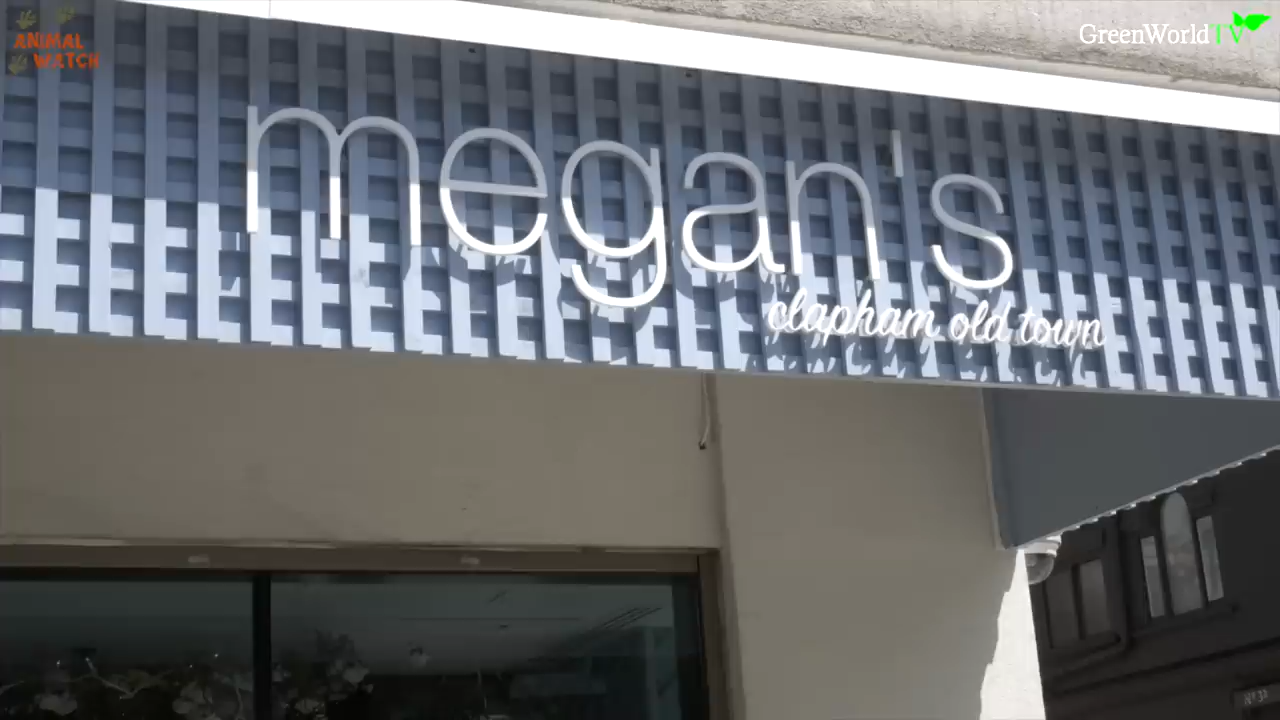 ANIMAL
WATCH
GreenWorldTV
megan's
clapham old town